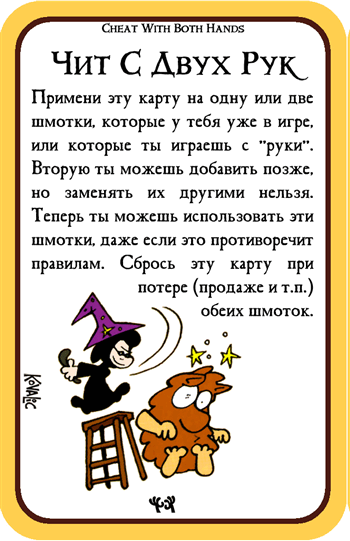 Cheat With Both Hands
Чит С Двух Рук
Примени эту карту на одну или две
шмотки, которые у тебя уже в игре,
или которые ты играешь с "руки".
Вторую ты можешь добавить позже,
но заменять их другими нельзя.
Теперь ты можешь использовать эти
шмотки, даже если это противоречит
правилам. Сбрось эту карту при
потере (продаже и т.п.)
обеих шмоток.
Kovalic